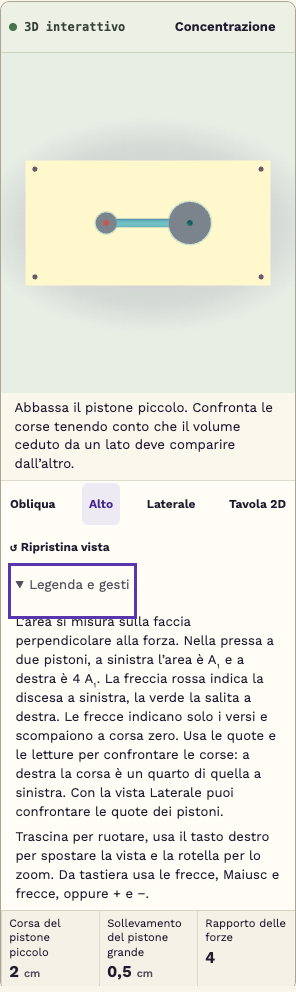 3D interattivo
Concentrazione
Abbassa il pistone piccolo. Confronta le
corse tenendo conto che il volume
ceduto da un lato deve comparire
dall’altro.
Obliqua Alto Laterale Tavola 2D
↺ Ripristina vista
▼ Legenda e gesti
L’area si misura sulla faccia
perpendicolare alla forza. Nella pressa a
due pistoni, a sinistra l’area è A₁ e a
destra è 4 A₁. La freccia rossa indica la
discesa a sinistra, la verde la salita a
destra. Le frecce indicano solo i versi e
scompaiono a corsa zero. Usa le quote e
le letture per confrontare le corse: a
destra la corsa è un quarto di quella a
sinistra. Con la vista Laterale puoi
confrontare le quote dei pistoni.
Trascina per ruotare, usa il tasto destro
per spostare la vista e la rotella per lo
zoom. Da tastiera usa le frecce, Maiusc e
frecce, oppure + e −.
Corsa del
pistone
piccolo
2 cm
Sollevamento
del pistone
grande
0,5 cm
Rapporto delle
forze
4